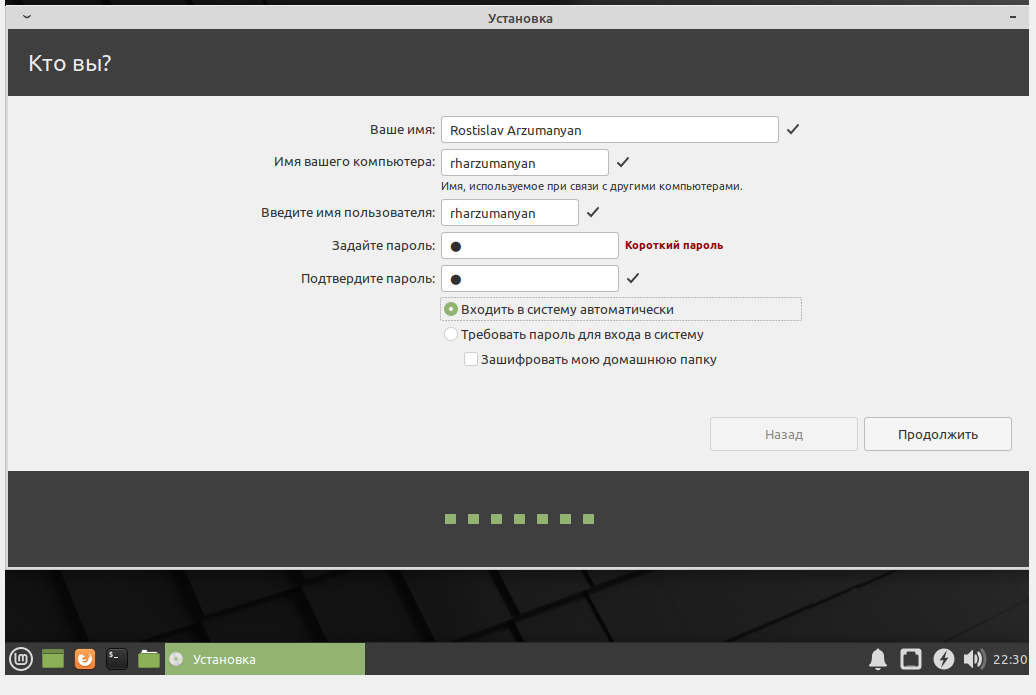 Установка
Кто вы?
Ваше имя: Rostislav Arzumanyan
Имя вашего компьютера: rharzumanyan
Имя, используемое при связи с другими компьютерами.
Введите имя пользователя: rharzumanyan
Задайте пароль: ● Короткий пароль
Подтвердите пароль: ●
Входить в систему автоматически
Требовать пароль для входа в систему
Зашифровать мою домашнюю папку
Назад Продолжить
Установка 22:30